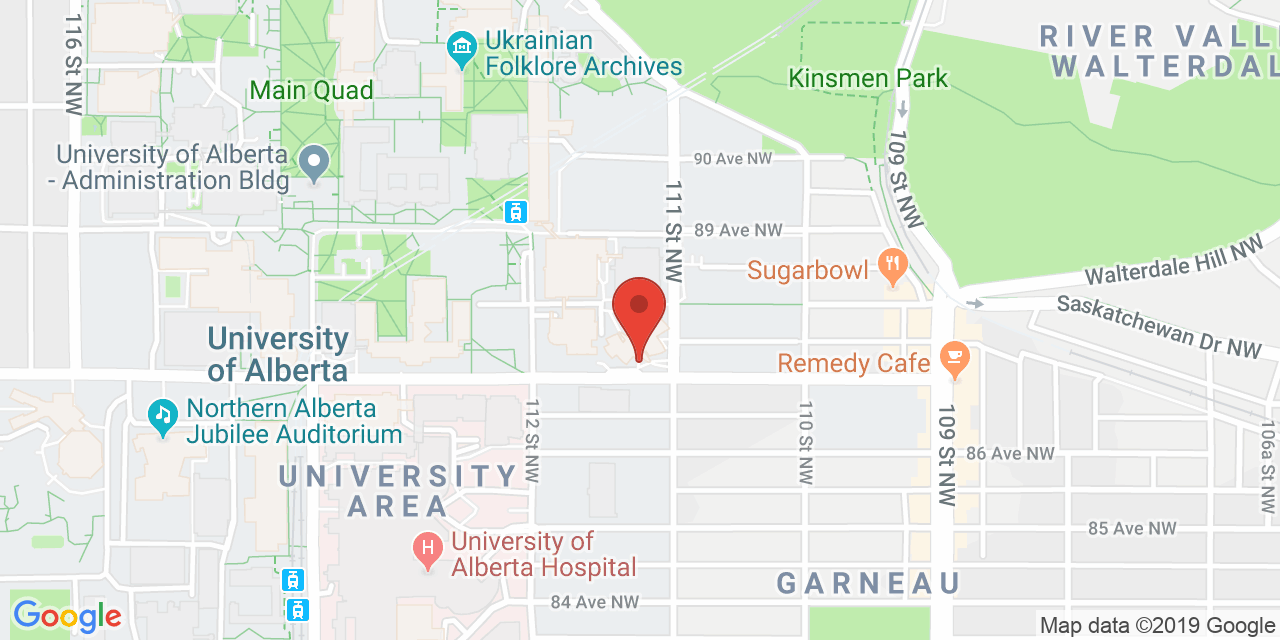 116 St NW
Ukrainian
Folklore Archives
RIVER VALLE
WALTERDAL
Main Quad
Kinsmen Park
109 St NW
University of Alberta
- Administration Bldg
90 Ave NW
111 St NW
89 Ave NW
Walterdale Hill NW
Sugarbowl
Saskatchewan Dr NW
University
of Alberta
Remedy Cafe
Northern Alberta
Jubilee Auditorium
112 St NW
110 St NW
109 St NW
106a St NW
86 Ave NW
UNIVERSITY
AREA
85 Ave NW
H
University of
Alberta Hospital
GARNEAU
84 Ave NW
Google
Map data ©2019 Google